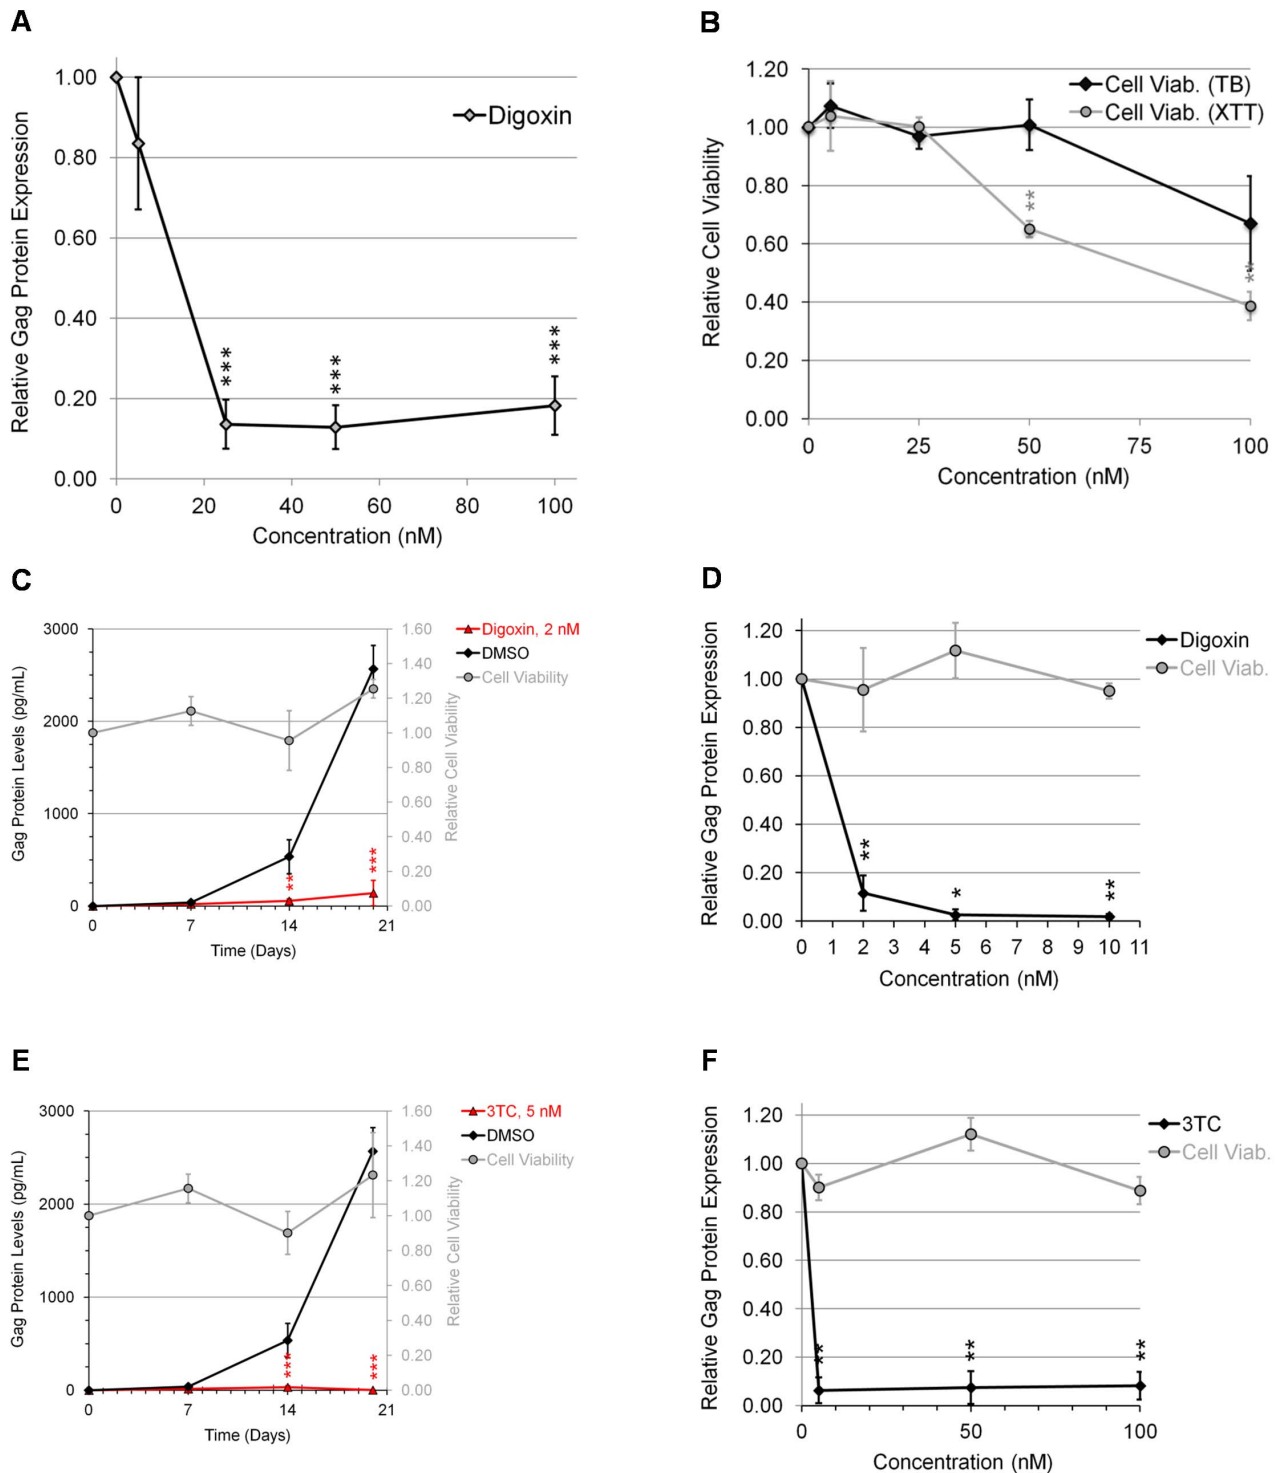 A
Relative Gag Protein Expression
1.00
0.80
0.60
0.40
0.20
0.00
Digoxin
***
***
***
0 20 40 60 80 100
Concentration (nM)
B
Relative Cell Viability
1.20
1.00
0.80
0.60
0.40
0.20
0.00
Cell Viab. (TB)
Cell Viab. (XTT)
**
**
0 25 50 75 100
Concentration (nM)
C
Gag Protein Levels (pg/mL)
3000
2000
1000
0
1.60
1.40
1.20
1.00
0.80
0.60
0.40
0.20
0.00
Relative Cell Viability
Digoxin, 2 nM
DMSO
Cell Viability
**
***
0 7 14 21
Time (Days)
D
Relative Gag Protein Expression
1.20
1.00
0.80
0.60
0.40
0.20
0.00
Digoxin
Cell Viab.
**
*
**
0 1 2 3 4 5 6 7 8 9 10 11
Concentration (nM)
E
Gag Protein Levels (pg/mL)
3000
2000
1000
0
1.60
1.40
1.20
1.00
0.80
0.60
0.40
0.20
0.00
Relative Cell Viability
3TC, 5 nM
DMSO
Cell Viability
***
***
0 7 14 21
Time (Days)
F
Relative Gag Protein Expression
1.20
1.00
0.80
0.60
0.40
0.20
0.00
3TC
Cell Viab.
**
**
**
0 50 100
Concentration (nM)